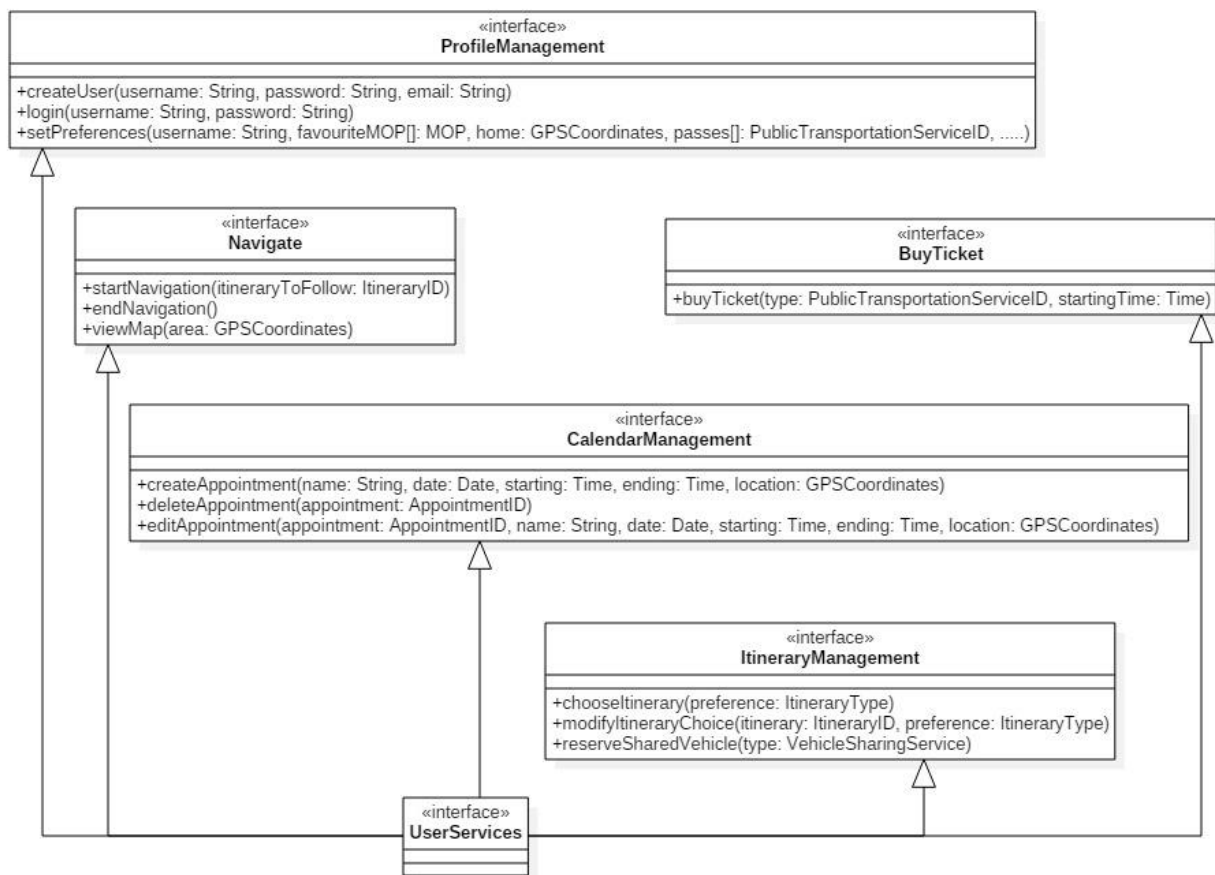 «interface»
ProfileManagement
+createUser(username: String, password: String, email: String)
+login(username: String, password: String)
+setPreferences(username: String, favouriteMOP[]: MOP, home: GPSCoordinates, passes[]: PublicTransportationServiceID, .....)
«interface»
Navigate
+startNavigation(itineraryToFollow: ItineraryID)
+endNavigation()
+viewMap(area: GPSCoordinates)
«interface»
BuyTicket
+buyTicket(type: PublicTransportationServiceID, startingTime: Time)
«interface»
CalendarManagement
+createAppointment(name: String, date: Date, starting: Time, ending: Time, location: GPSCoordinates)
+deleteAppointment(appointment: AppointmentID)
+editAppointment(appointment: AppointmentID, name: String, date: Date, starting: Time, ending: Time, location: GPSCoordinates)
«interface»
ItineraryManagement
+chooseItinerary(preference: ItineraryType)
+modifyItineraryChoice(itinerary: ItineraryID, preference: ItineraryType)
+reserveSharedVehicle(type: VehicleSharingService)
«interface»
UserServices